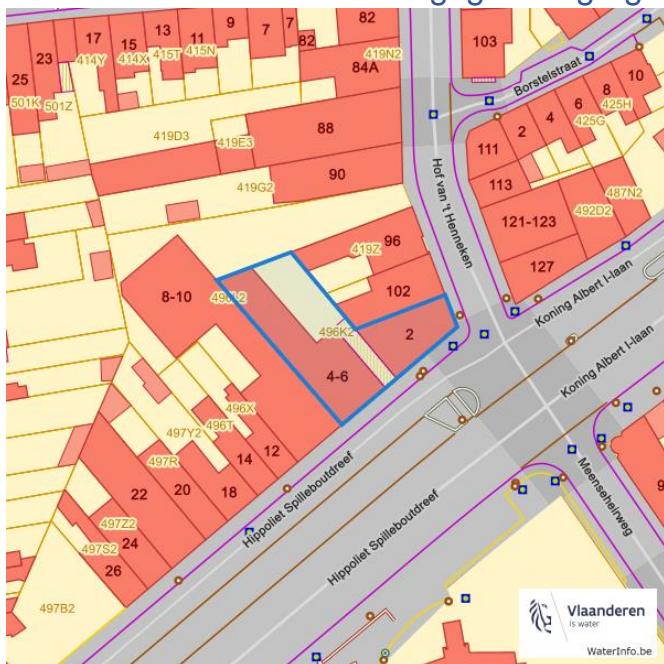 25
23
17
15
13
11
9
7
7
82
82
84A
103
10
8
6
4
2
501K
501Z
414Y
414X
415T
415N
419N2
Borstelstraat
425H
425G
419D3
419E3
88
111
113
487N2
492D2
419G2
90
Hof van 't Henneken
121-123
127
96
419Z
102
8-10
496L2
496K2
2
4-6
Koning Albert I-laan
Koning Albert I-laan
496X
496T
497Y2
497R
12
14
18
20
22
24
26
497Z2
497S2
497B2
Hippoliet Spilleboutdreef
Hippoliet Spilleboutdreef
Meenseheirweg
Vlaanderen
is water
WaterInfo.be